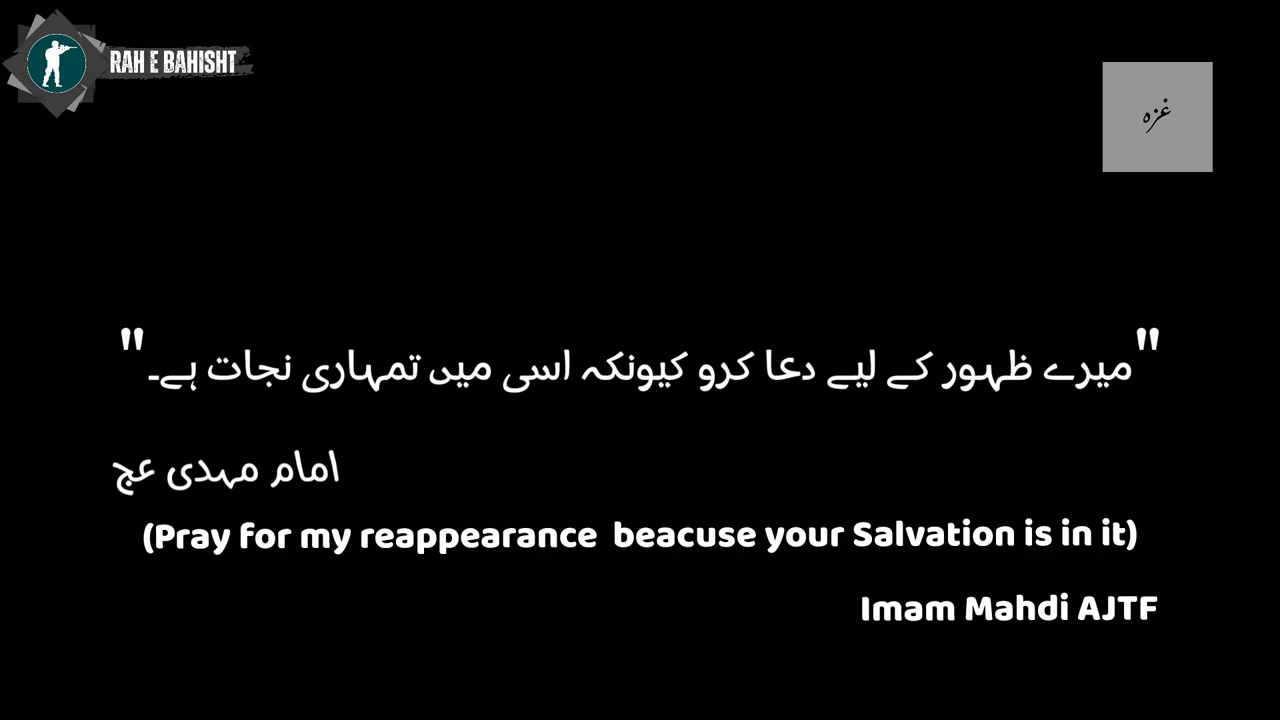 RAH E BAHISHT
غزہ
"میرے ظہور کے لیے دعا کرو کیونکہ اسی میں تمہاری نجات ہے۔"
امام مہدی عج
(Pray for my reappearance beacuse your Salvation is in it)
Imam Mahdi AJTF